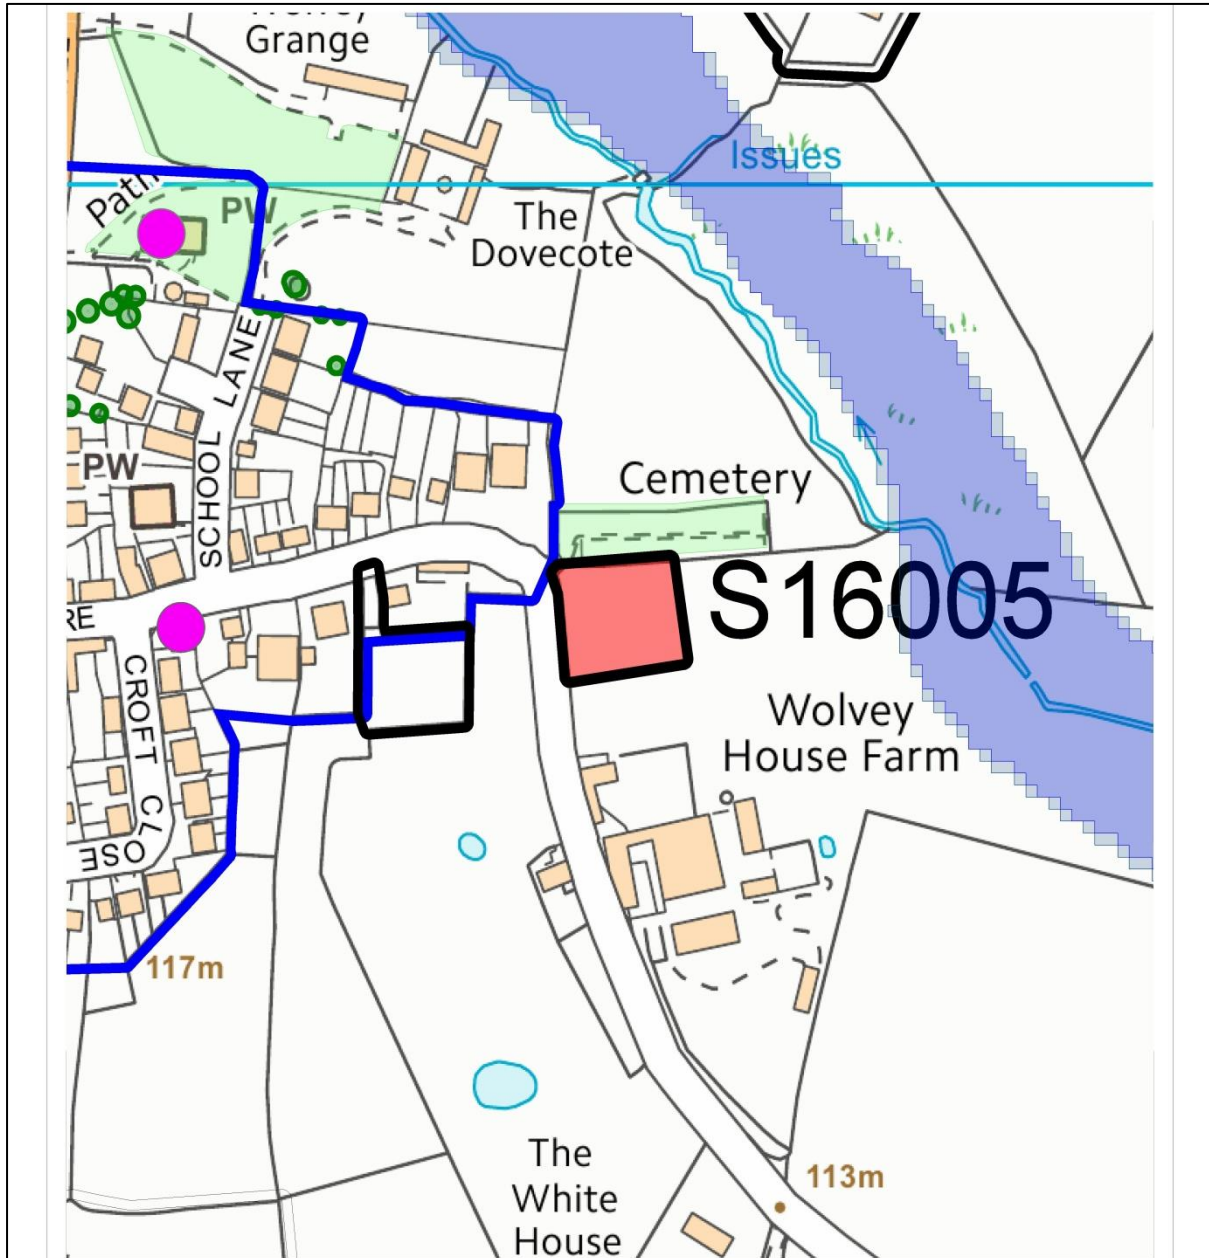 Grange
Issues
Path
PW
The
Dovecote
SCHOOL LANE
PW
Cemetery
S16005
RE
CROFT CLOSE
Wolvey
House Farm
117m
The
White
House
113m